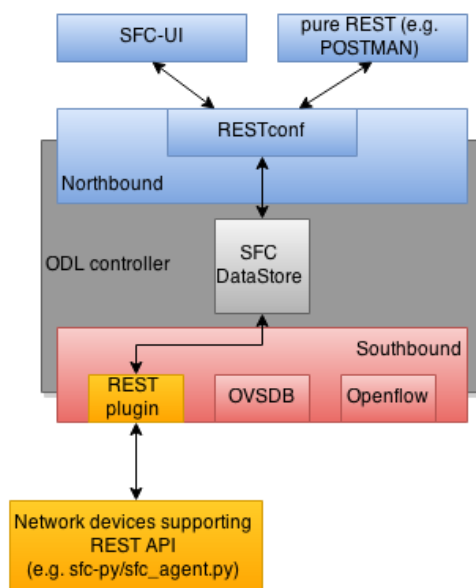 SFC-UI
pure REST (e.g.
POSTMAN)
RESTconf
Northbound
ODL controller
SFC
DataStore
Southbound
REST
plugin
OVSDB
Openflow
Network devices supporting
REST API
(e.g. sfc-py/sfc_agent.py)